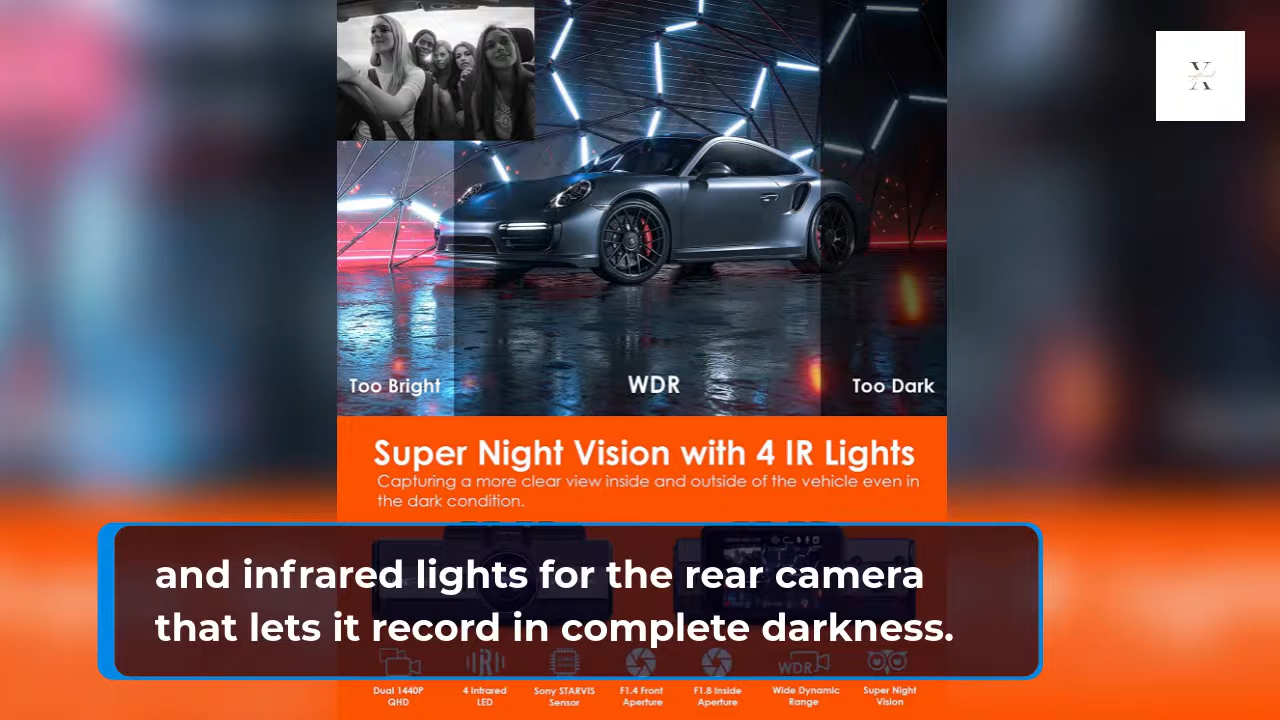 X
Too Bright
WDR
Too Dark
Super Night Vision with 4 IR Lights
Capturing a more clear view inside and outside of the vehicle even in
the dark condition.
and infrared lights for the rear camera
that lets it record in complete darkness.
IR
WDR
Dual 1440P
QHD
4 Infrared
LED
Sony STARVIS
Sensor
F1.4 Front
Aperture
F1.8 Inside
Aperture
Wide Dynamic
Range
Super Night
Vision